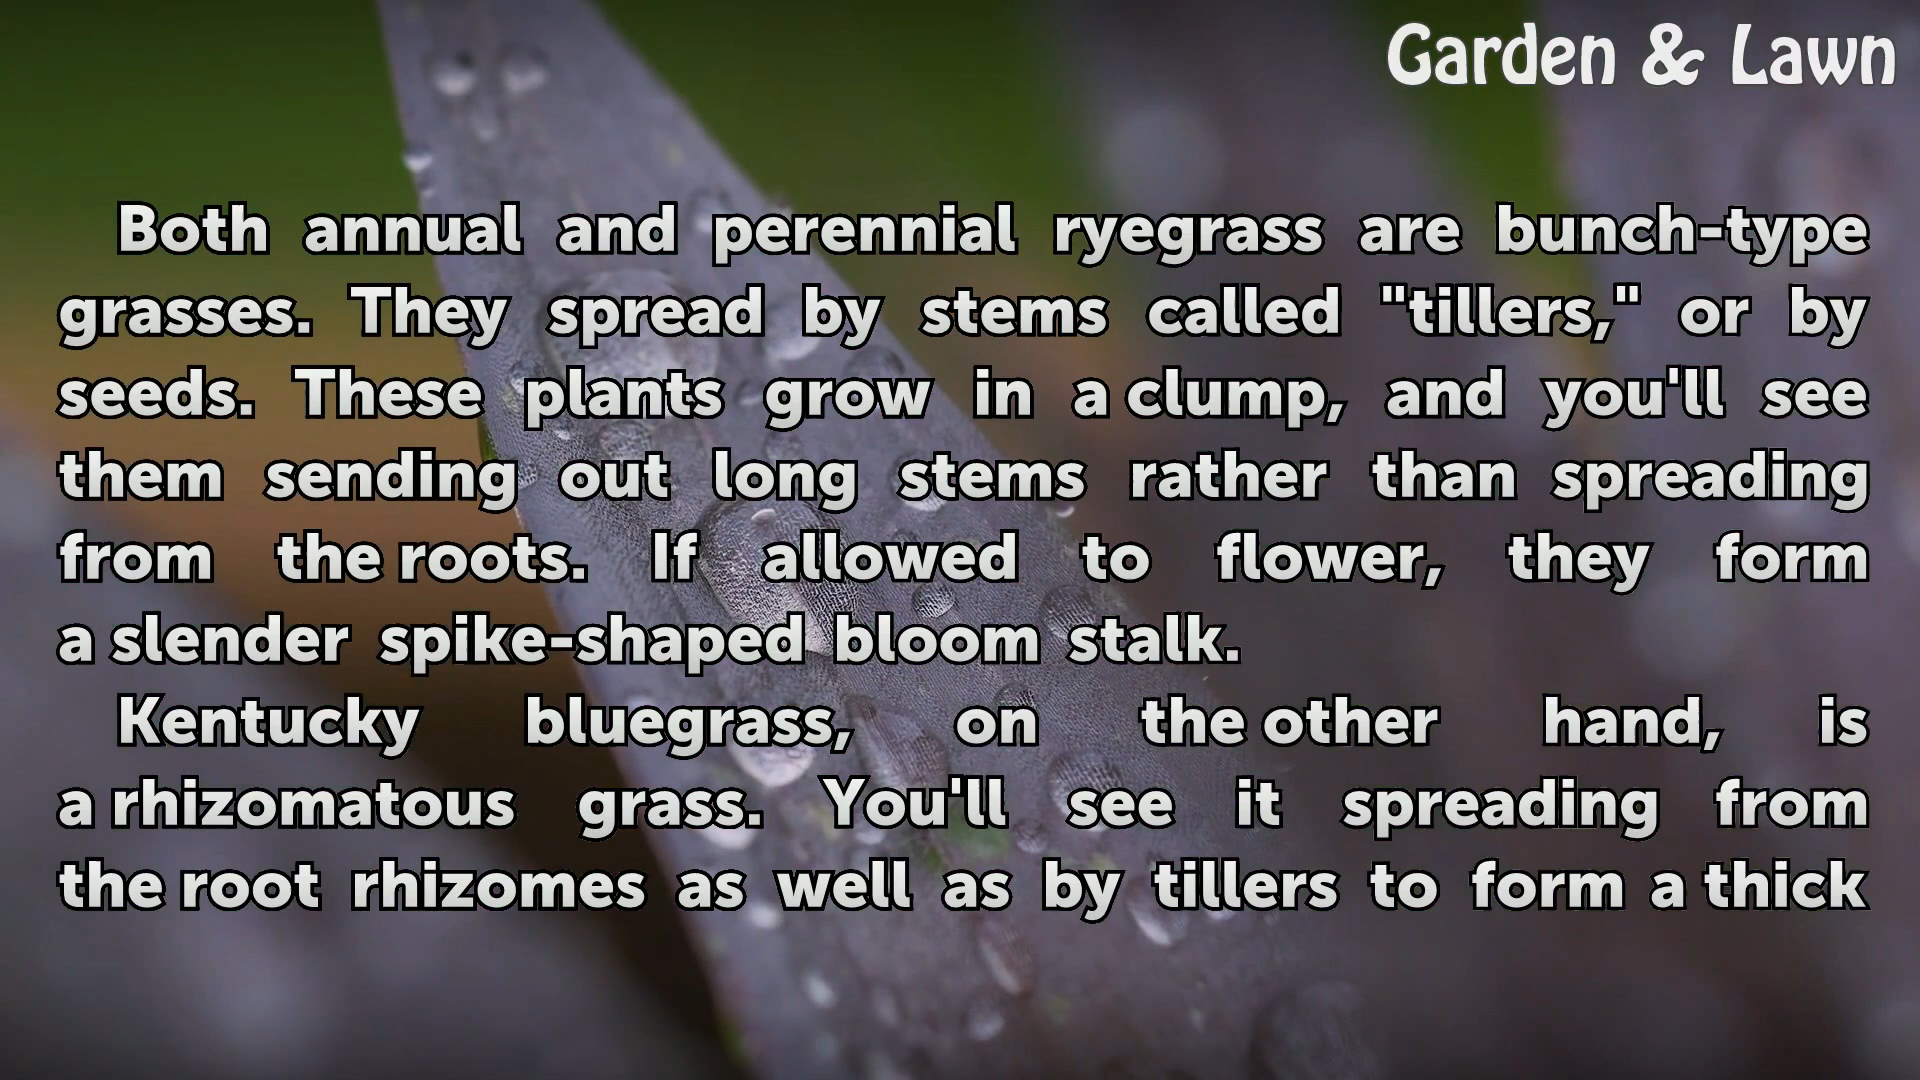 Garden & Lawn
Both annual and perennial ryegrass are bunch-type
grasses. They spread by stems called "tillers," or by
seeds. These plants grow in a clump, and you'll see
them sending out long stems rather than spreading
from the roots. If allowed to flower, they form
a slender spike-shaped bloom stalk.
Kentucky bluegrass, on the other hand, is
a rhizomatous grass. You'll see it spreading from
the root rhizomes as well as by tillers to form a thick